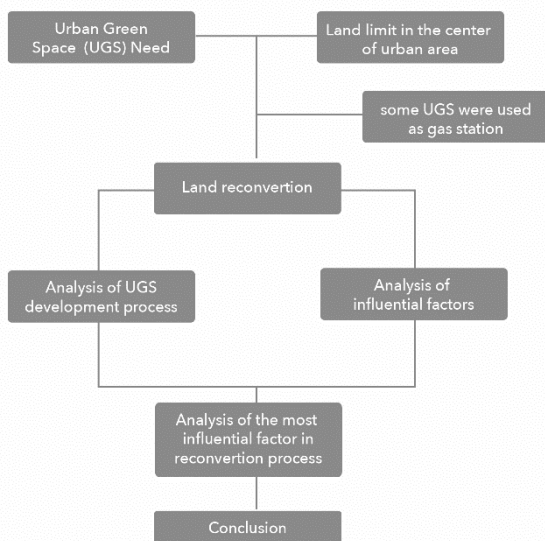 Urban Green
Space (UGS) Need
Land limit in the center
of urban area
some UGS were used
as gas station
Land reconvertion
Analysis of UGS
development process
Analysis of
influential factors
Analysis of the most
influential factor in
reconvertion process
Conclusion